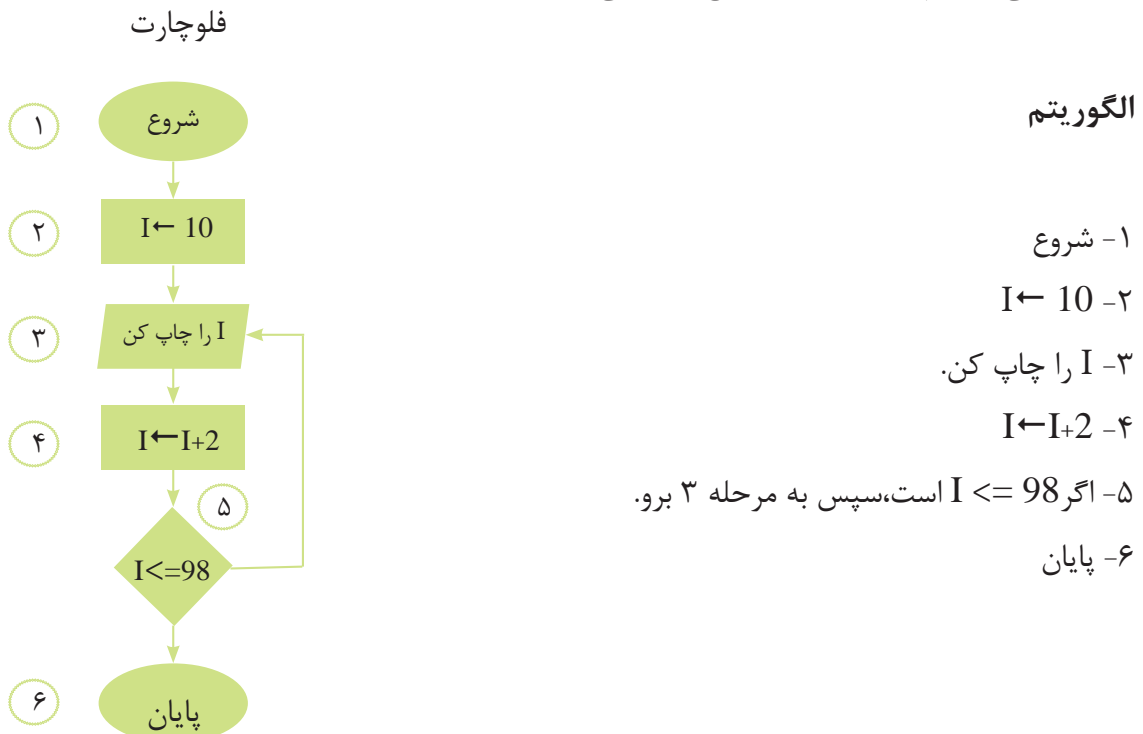 فلوچارت
الگوریتم
۱- شروع
۲- I← 10
۳- I را چاپ کن.
۴- I←I+2
۵- اگر I <= 98 است،سپس به مرحله ۳ برو.
۶- پایان
۱
شروع
۲
I← 10
۳
I را چاپ کن
۴
I←I+2
۵
I<=98
۶
پایان